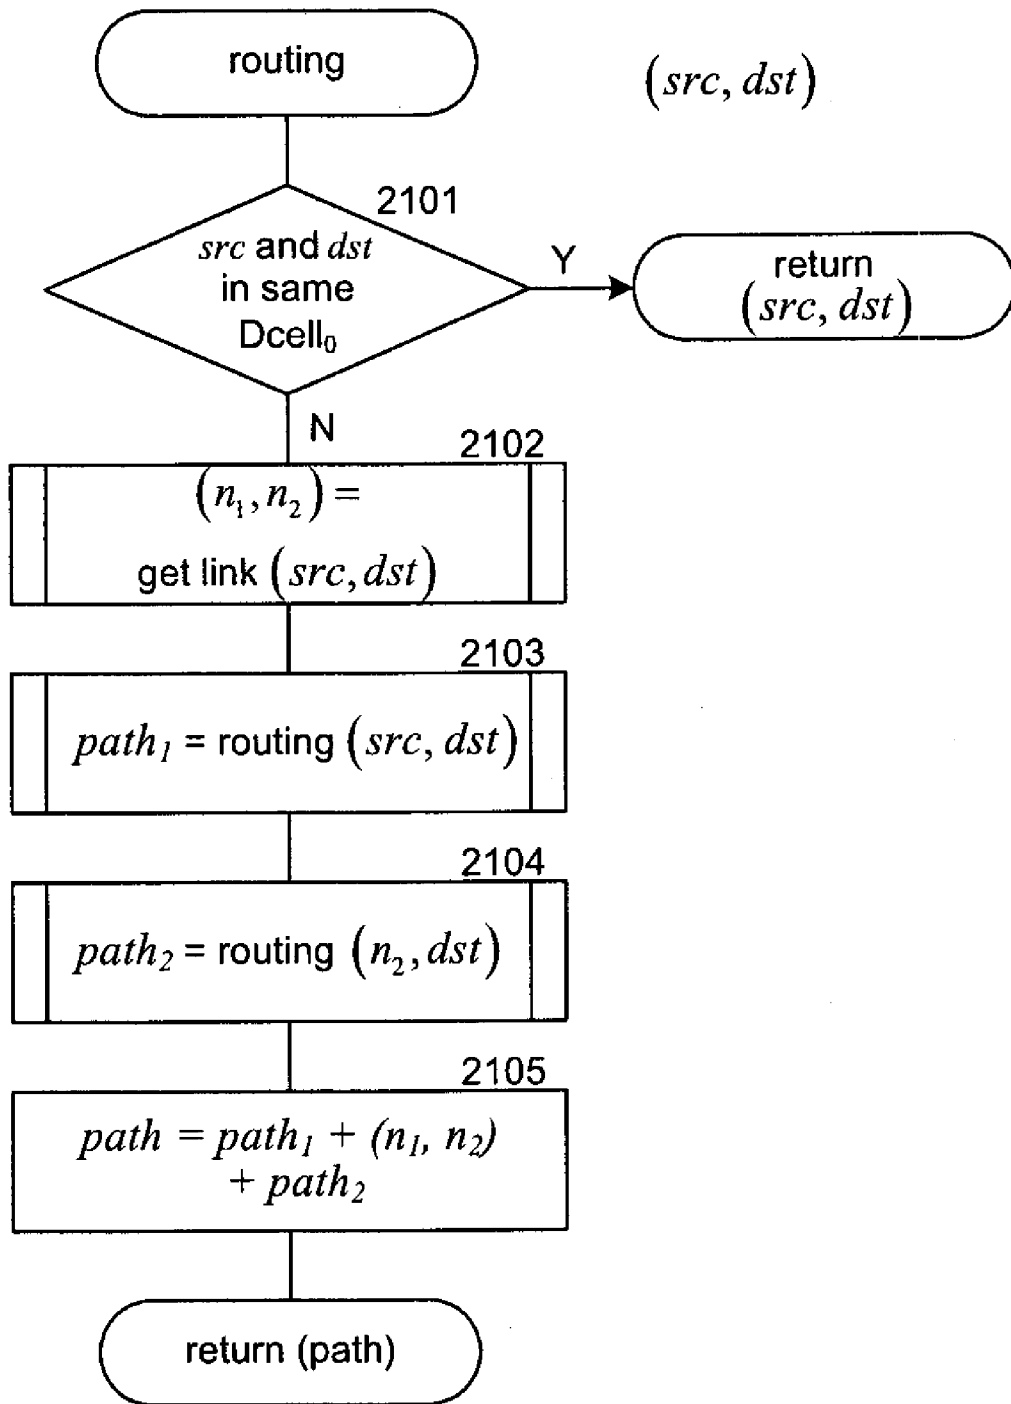 routing
(src, dst)
2101
src and dst
in same
Dcell₀
Y
return
(src, dst)
N
2102
(n₁, n₂) =
get link (src, dst)
2103
path₁ = routing (src, dst)
2104
path₂ = routing (n₂, dst)
2105
path = path₁ + (n₁, n₂)
+ path₂
return (path)